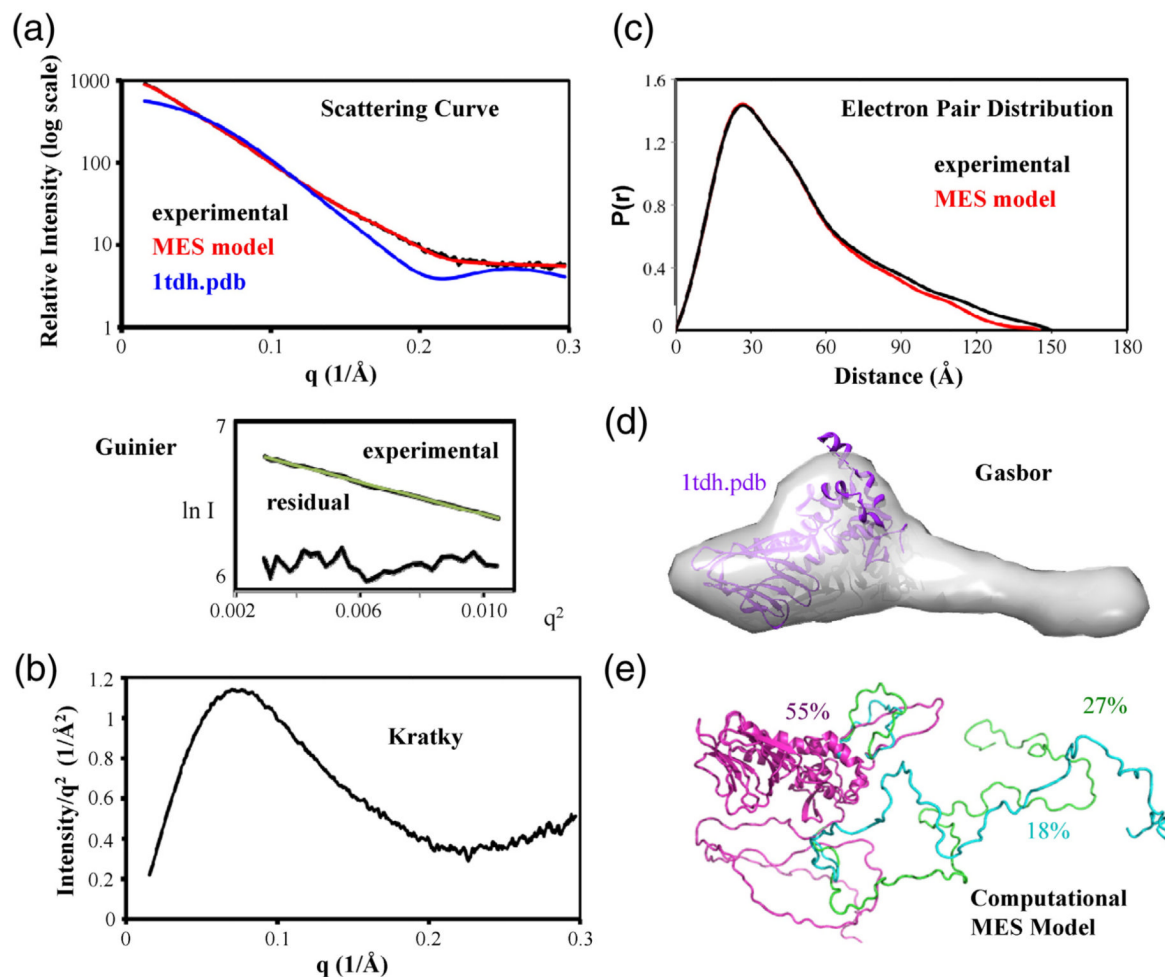 (a)
1000
100
10
1
Relative Intensity (log scale)
Scattering Curve
experimental
MES model
1tdh.pdb
0
0.1
0.2
0.3
q (1/Å)
Guinier
7
ln I
6
experimental
residual
0.002
0.006
0.010
q²
(b)
1.2
1
0.8
0.6
0.4
0.2
0
Intensity/q² (1/Å²)
Kratky
0
0.1
0.2
0.3
q (1/Å)
(c)
1.6
1.2
0.8
0.4
0
P(r)
Electron Pair Distribution
experimental
MES model
0
30
60
90
120
150
180
Distance (Å)
(d)
1tdh.pdb
Gasbor
(e)
55%
27%
18%
Computational
MES Model